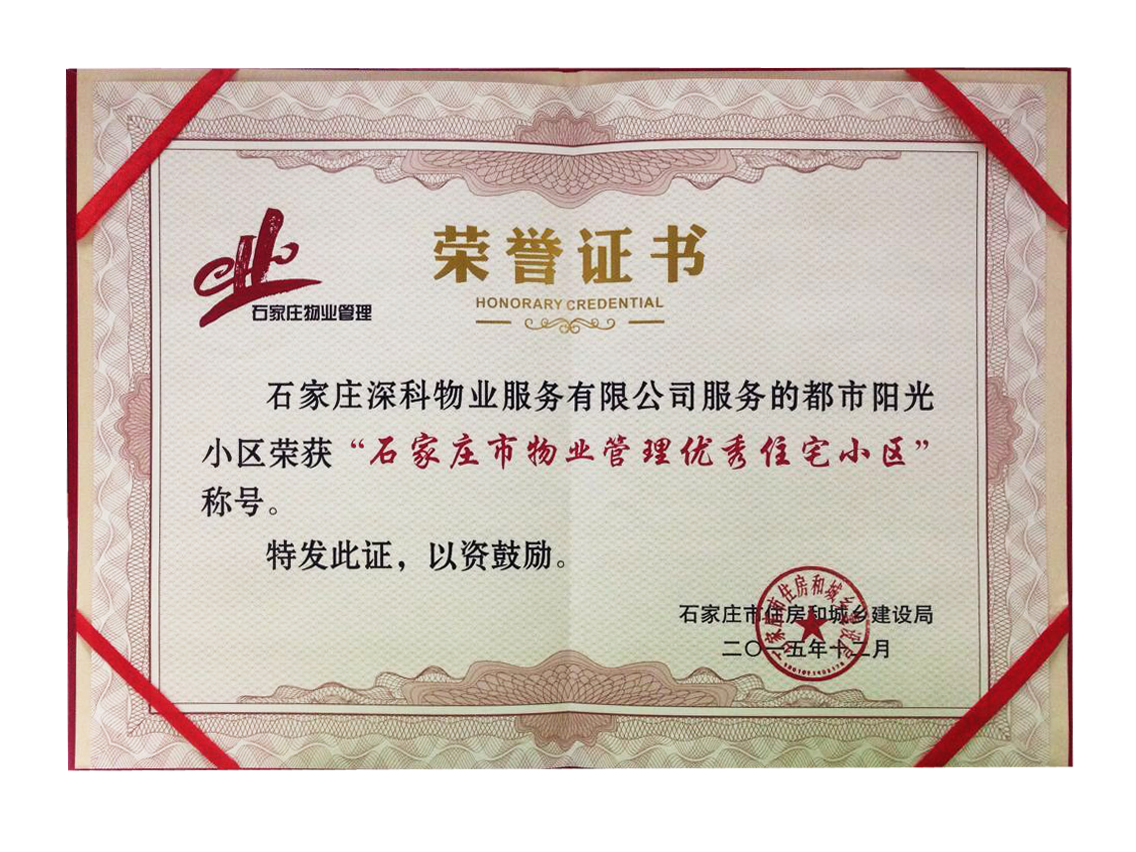 石家庄物业管理
荣誉证书
HONORARY CREDENTIAL
石家庄深科物业服务有限公司服务的都市阳光
小区荣获“石家庄市物业管理优秀住宅小区”
称号。
特发此证，以资鼓励。
石家庄市住房和城乡建设局
二〇一五年十二月